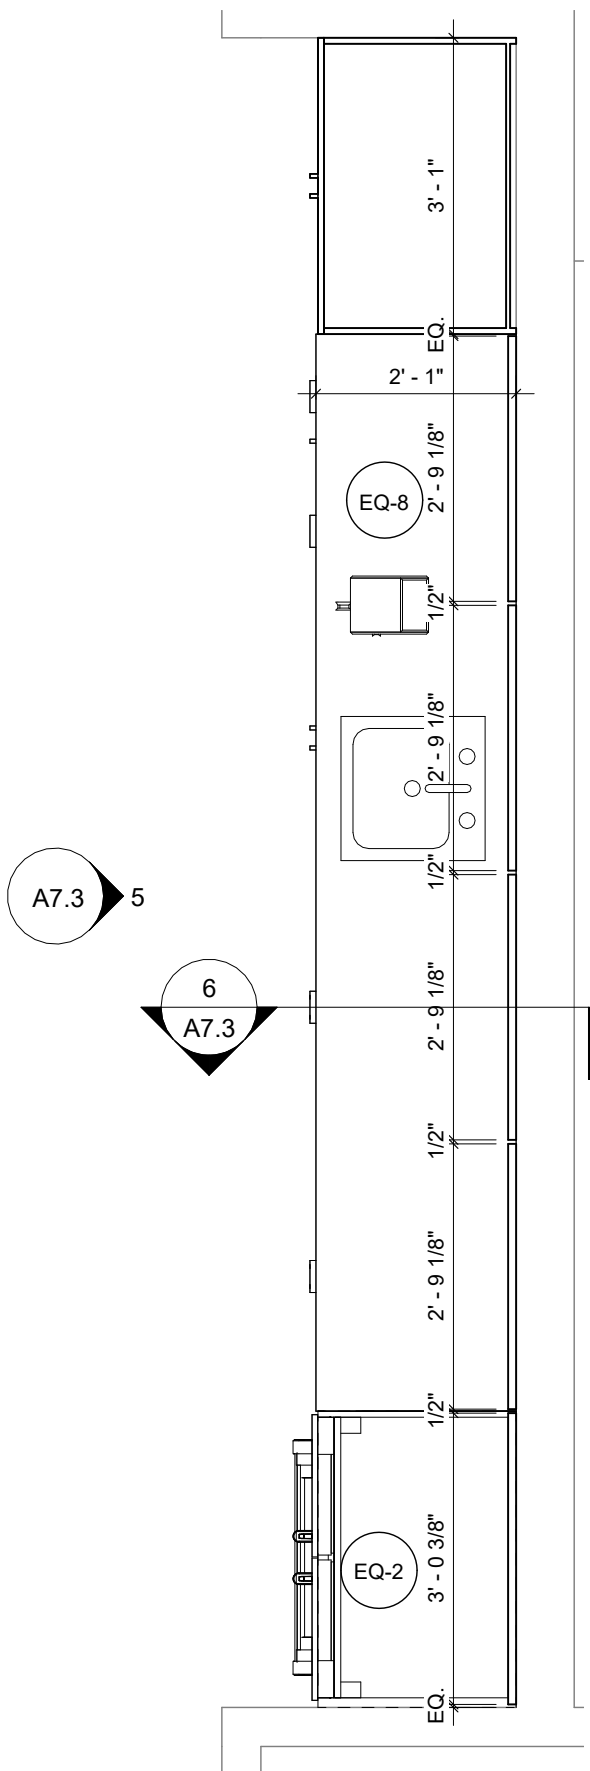 3' - 1"
EQ.
2' - 1"
2' - 9 1/8"
EQ-8
1/2"
2' - 9 1/8"
1/2"
A7.3
5
6
A7.3
2' - 9 1/8"
1/2"
2' - 9 1/8"
1/2"
EQ-2
3' - 0 3/8"
EQ.